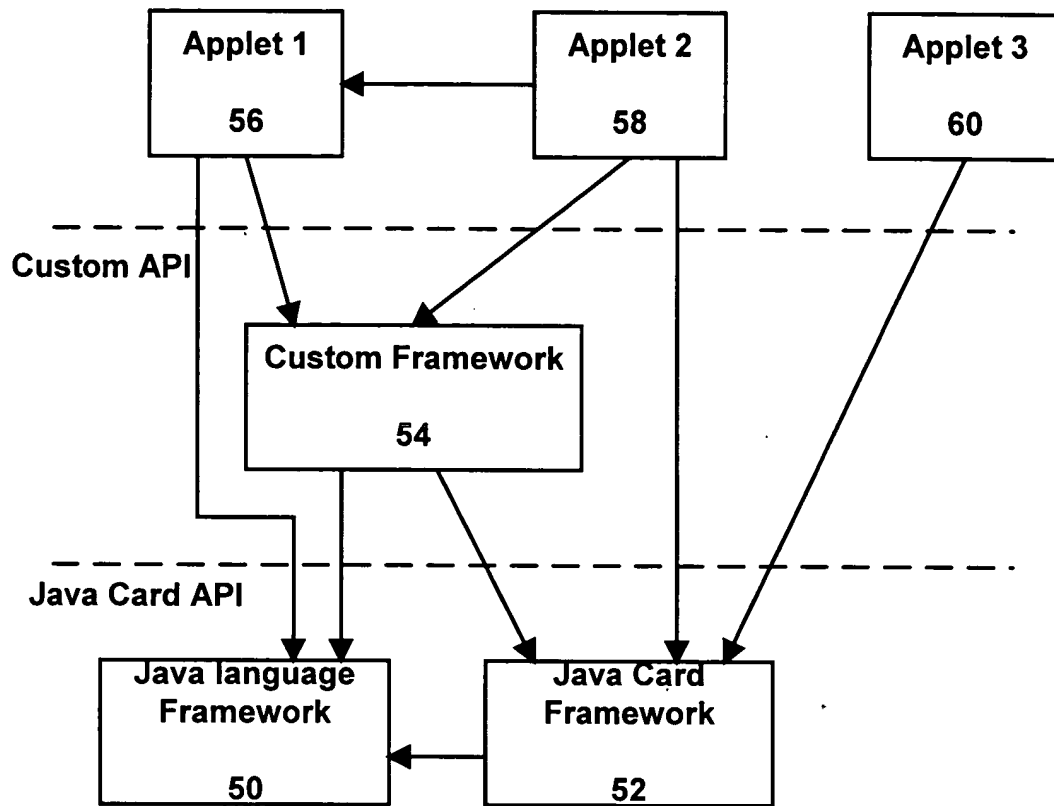 Applet 1
56
Applet 2
58
Applet 3
60
Custom API
Custom Framework
54
Java Card API
Java language
Framework
50
Java Card
Framework
52